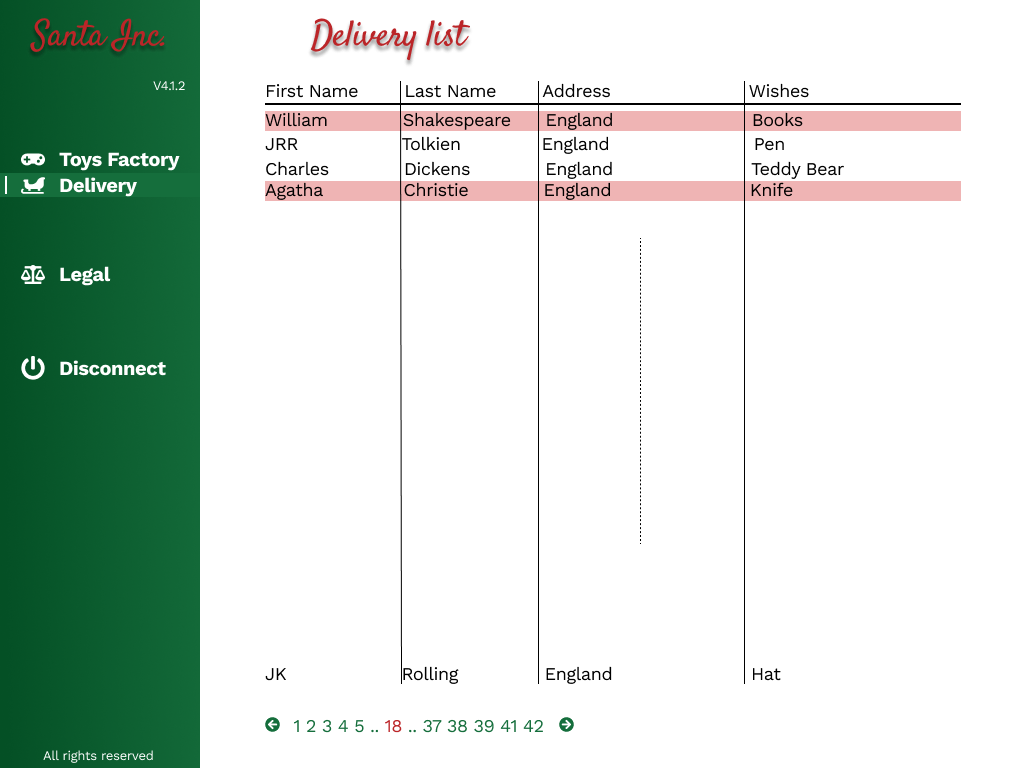 Santa Inc.
V4.1.2
Toys Factory
Delivery
Legal
Disconnect
All rights reserved
Delivery list
First Name Last Name Address Wishes
William Shakespeare England Books
JRR Tolkien England Pen
Charles Dickens England Teddy Bear
Agatha Christie England Knife
JK Rolling England Hat
1 2 3 4 5 .. 18 .. 37 38 39 41 42